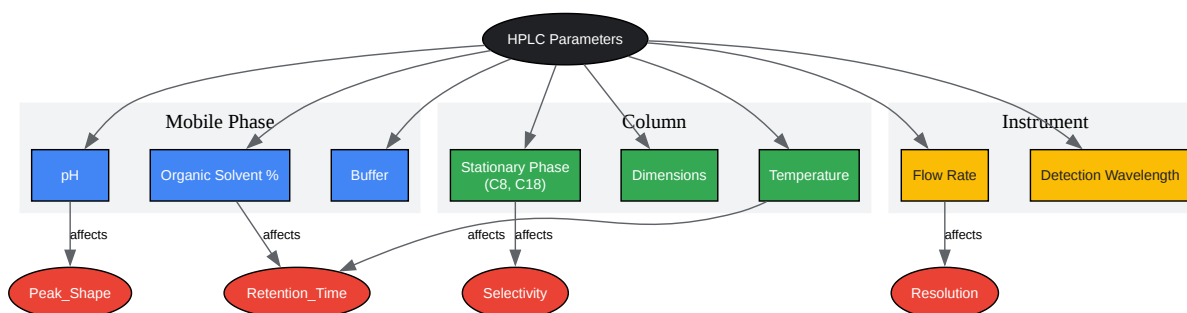 HPLC Parameters
Mobile Phase
Column
Instrument
pH
Organic Solvent %
Buffer
Stationary Phase
(C8, C18)
Dimensions
Temperature
Flow Rate
Detection Wavelength
affects
affects
affects
affects
affects
Peak_Shape
Retention_Time
Selectivity
Resolution